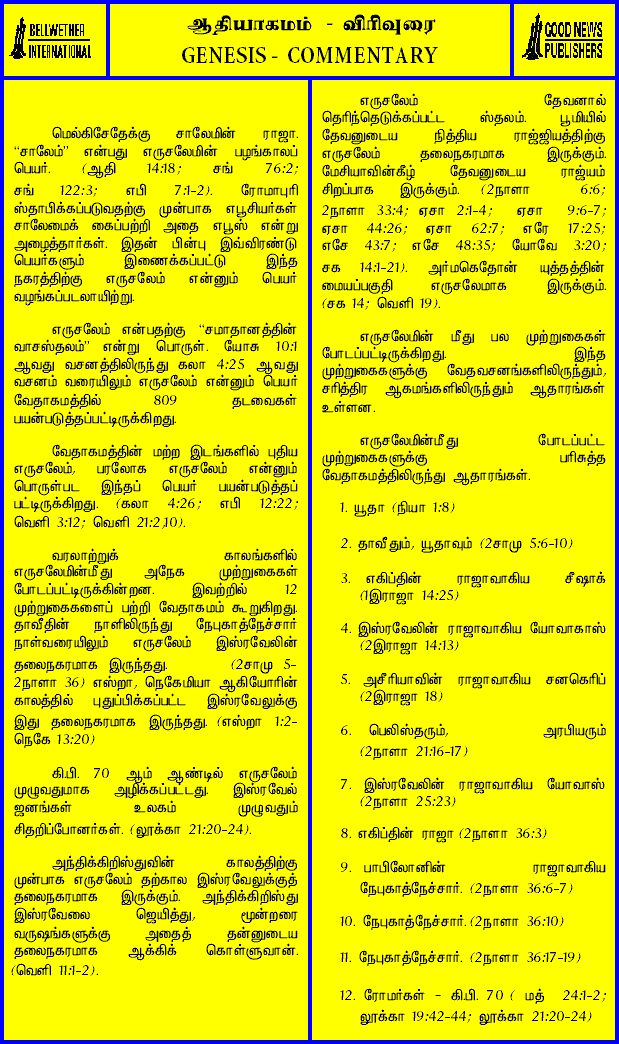 BELLWETHER
INTERNATIONAL
ஆதியாகமம் - விரிவுரை
GENESIS - COMMENTARY
GOOD NEWS
PUBLISHERS
மெல்கிசேதேக்கு சாலேமின் ராஜா.
“சாலேம்” என்பது எருசலேமின் பழங்காலப்
பெயர். (ஆதி 14:18; சங் 76:2;
சங் 122:3; எபி 7:1-2). ரோமாபுரி
ஸ்தாபிக்கப்படுவதற்கு முன்பாக எபூசியர்கள்
சாலேமைக் கைப்பற்றி அதை எபூஸ் என்று
அழைத்தார்கள். இதன் பின்பு இவ்விரண்டு
பெயர்களும் இணைக்கப்பட்டு இந்த
நகரத்திற்கு எருசலேம் என்னும் பெயர்
வழங்கப்படலாயிற்று.
எருசலேம் என்பதற்கு “சமாதானத்தின்
வாசஸ்தலம்” என்று பொருள். யோசு 10:1
ஆவது வசனத்திலிருந்து கலா 4:25 ஆவது
வசனம் வரையிலும் எருசலேம் என்னும் பெயர்
வேதாகமத்தில் 809 தடவைகள்
பயன்படுத்தப்பட்டிருக்கிறது.
வேதாகமத்தின் மற்ற இடங்களில் புதிய
எருசலேம், பரலோக எருசலேம் என்னும்
பொருள்பட இந்தப் பெயர் பயன்படுத்தப்
பட்டிருக்கிறது. (கலா 4:26; எபி 12:22;
வெளி 3:12; வெளி 21:2,10).
வரலாற்றுக் காலங்களில்
எருசலேமின்மீது அநேக முற்றுகைகள்
போடப்பட்டிருக்கின்றன. இவற்றில் 12
முற்றுகைகளைப் பற்றி வேதாகமம் கூறுகிறது.
தாவீதின் நாளிலிருந்து நேபுகாத்நேச்சார்
நாள்வரையிலும் எருசலேம் இஸ்ரவேலின்
தலைநகரமாக இருந்தது. (2சாமு 5-
2நாளா 36) எஸ்றா, நெகேமியா ஆகியோரின்
காலத்தில் புதுப்பிக்கப்பட்ட இஸ்ரவேலுக்கு
இது தலைநகரமாக இருந்தது. (எஸ்றா 1:2-
நெகே 13:20)
கி.பி. 70 ஆம் ஆண்டில் எருசலேம்
முழுவதுமாக அழிக்கப்பட்டது. இஸ்ரவேல்
ஜனங்கள் உலகம் முழுவதும்
சிதறிப்போனார்கள். (லூக்கா 21:20-24).
அந்திக்கிறிஸ்துவின் காலத்திற்கு
முன்பாக எருசலேம் தற்கால இஸ்ரவேலுக்குத்
தலைநகரமாக இருக்கும். அந்திக்கிறிஸ்து
இஸ்ரவேலை ஜெயித்து, மூன்றரை
வருஷங்களுக்கு அதைத் தன்னுடைய
தலைநகரமாக ஆக்கிக் கொள்ளுவான்.
(வெளி 11:1-2).
எருசலேம் தேவனால்
தெரிந்தெடுக்கப்பட்ட ஸ்தலம். பூமியில்
தேவனுடைய நித்திய ராஜ்ஜியத்திற்கு
எருசலேம் தலைநகரமாக இருக்கும்.
மேசியாவின்கீழ் தேவனுடைய ராஜ்யம்
சிறப்பாக இருக்கும். (2நாளா 6:6;
2நாளா 33:4; ஏசா 2:1-4; ஏசா 9:6-7;
ஏசா 44:26; ஏசா 62:7; எரே 17:25;
எசே 43:7; எசே 48:35; யோவே 3:20;
சக 14:1-21). அர்மகெதோன் யுத்தத்தின்
மையப்பகுதி எருசலேமாக இருக்கும்.
(சக 14; வெளி 19).
எருசலேமின் மீது பல முற்றுகைகள்
போடப்பட்டிருக்கிறது. இந்த
முற்றுகைகளுக்கு வேதவசனங்களிலிருந்தும்,
சரித்திர ஆகமங்களிலிருந்தும் ஆதாரங்கள்
உள்ளன.
எருசலேமின்மீது போடப்பட்ட
முற்றுகைகளுக்கு பரிசுத்த
வேதாகமத்திலிருந்து ஆதாரங்கள்.
1. யூதா (நியா 1:8)
2. தாவீதும், யூதாவும் (2சாமு 5:6-10)
3. எகிப்தின் ராஜாவாகிய சீஷாக்
(1இராஜா 14:25)
4. இஸ்ரவேலின் ராஜாவாகிய யோவாகாஸ்
(2இராஜா 14:13)
5. அசீரியாவின் ராஜாவாகிய சனகெரிப்
(2இராஜா 18)
6. பெலிஸ்தரும், அரபியரும்
(2நாளா 21:16-17)
7. இஸ்ரவேலின் ராஜாவாகிய யோவாஸ்
(2நாளா 25:23)
8. எகிப்தின் ராஜா (2நாளா 36:3)
9. பாபிலோனின் ராஜாவாகிய
நேபுகாத்நேச்சார். (2நாளா 36:6-7)
10. நேபுகாத்நேச்சார். (2நாளா 36:10)
11. நேபுகாத்நேச்சார். (2நாளா 36:17-19)
12. ரோமர்கள் - கி.பி. 70 ( மத் 24:1-2;
லூக்கா 19:42-44; லூக்கா 21:20-24)